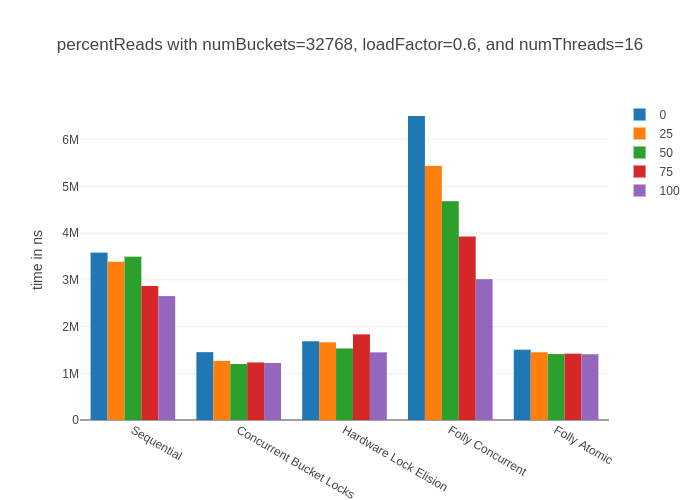 percentReads with numBuckets=32768, loadFactor=0.6, and numThreads=16
0
25
50
75
100
6M
5M
4M
3M
2M
1M
0
time in ns
Sequential
Concurrent Bucket Locks
Hardware Lock Elision
Folly Concurrent
Folly Atomic